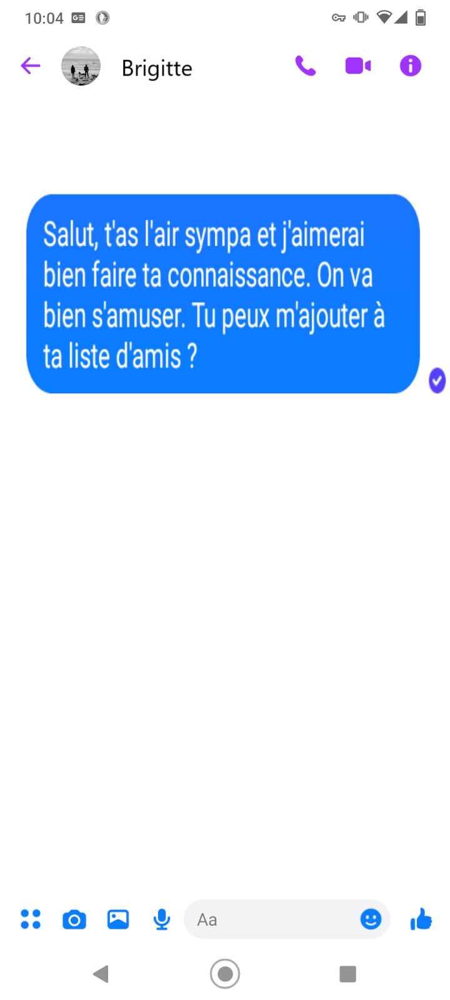 10:04 GE
Brigitte
Salut, t'as l'air sympa et j'aimerai
bien faire ta connaissance. On va
bien s'amuser. Tu peux m'ajouter à
ta liste d'amis ?
Aa